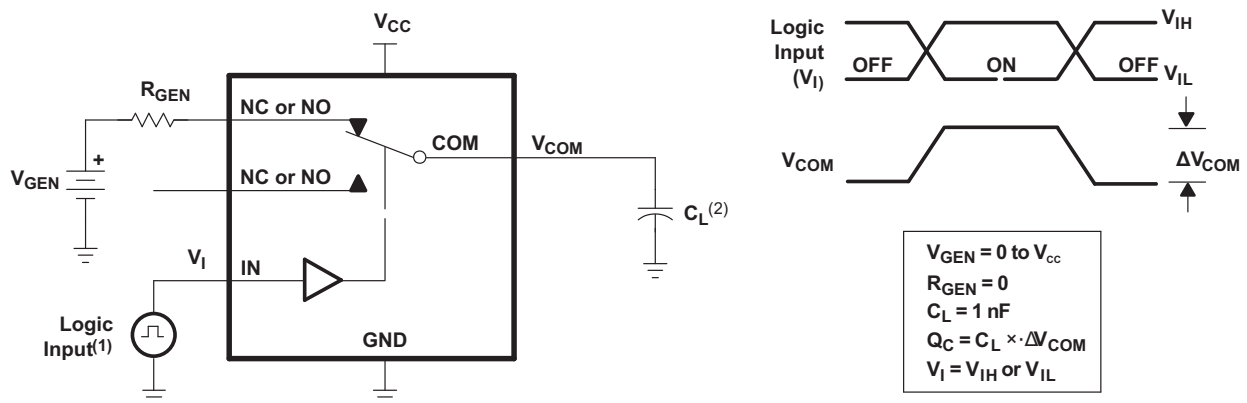 V_CC
R_GEN
NC or NO
COM
V_COM
V_GEN
+
NC or NO
C_L(2)
V_I
IN
Logic
Input(1)
GND
Logic
Input
(V_I)
V_IH
OFF
ON
OFF
V_IL
V_COM
ΔV_COM
V_GEN = 0 to V_cc
R_GEN = 0
C_L = 1 nF
Q_C = C_L × ·ΔV_COM
V_I = V_IH or V_IL